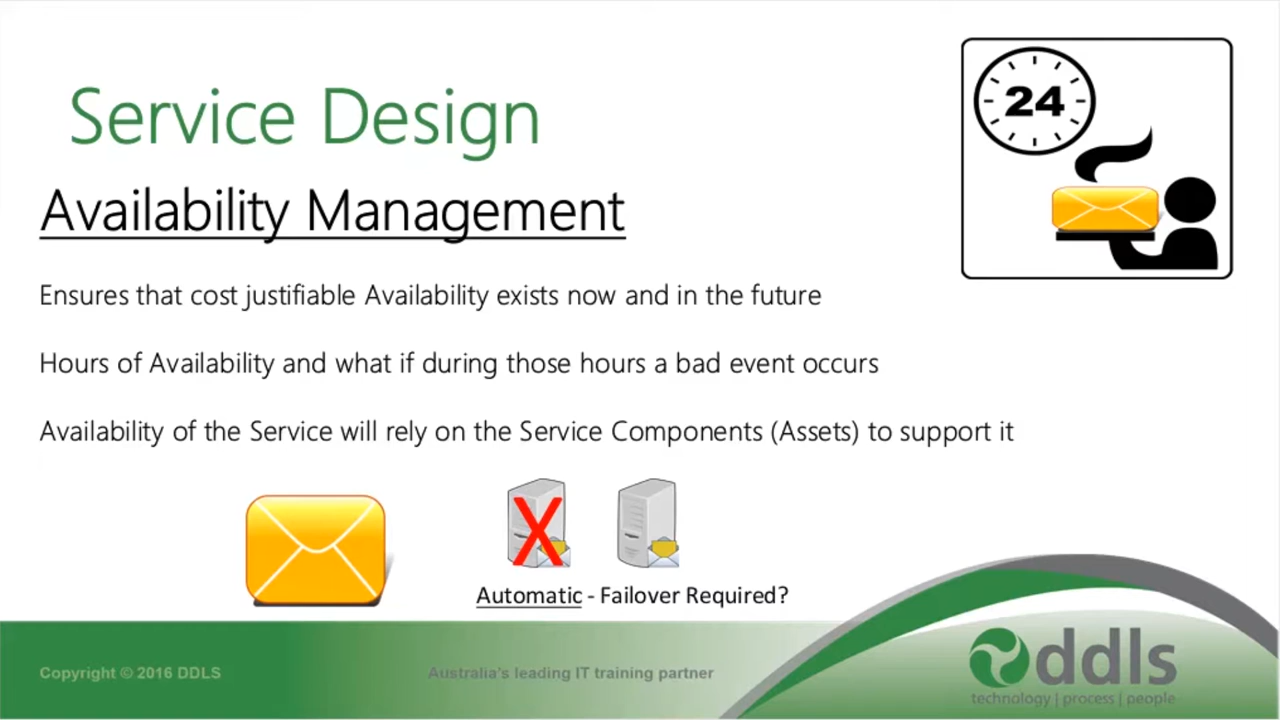 Service Design
24
Availability Management
Ensures that cost justifiable Availability exists now and in the future
Hours of Availability and what if during those hours a bad event occurs
Availability of the Service will rely on the Service Components (Assets) to support it
X
Automatic - Failover Required?
Copyright © 2016 DDLS
Australia's leading IT training partner
ddls
technology | process | people